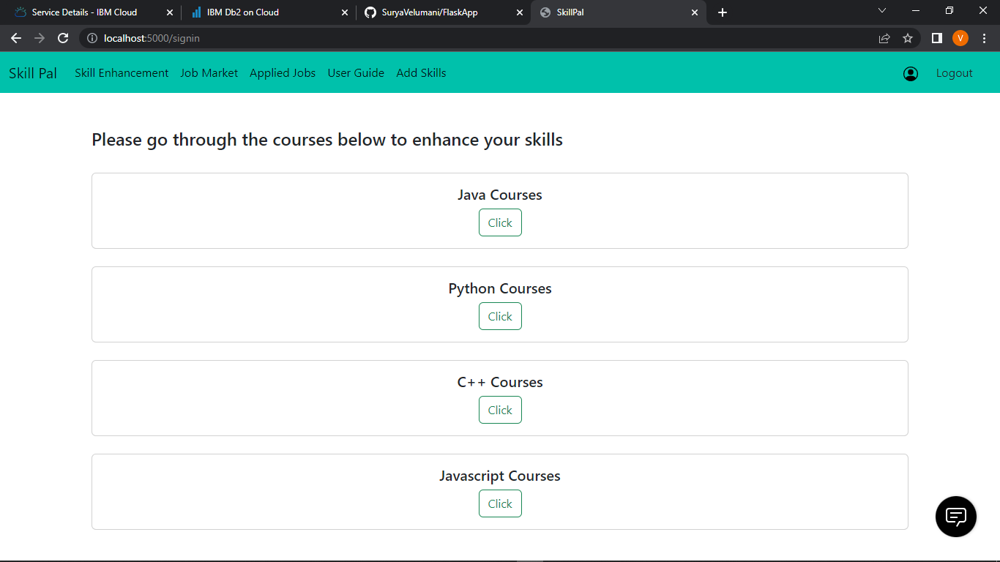 Service Details - IBM Cloud
IBM Db2 on Cloud
SuryaVelumani/FlaskApp
SkillPal
localhost:5000/signin
V
Skill Pal
Skill Enhancement
Job Market
Applied Jobs
User Guide
Add Skills
Logout
Please go through the courses below to enhance your skills
Java Courses
Click
Python Courses
Click
C++ Courses
Click
Javascript Courses
Click